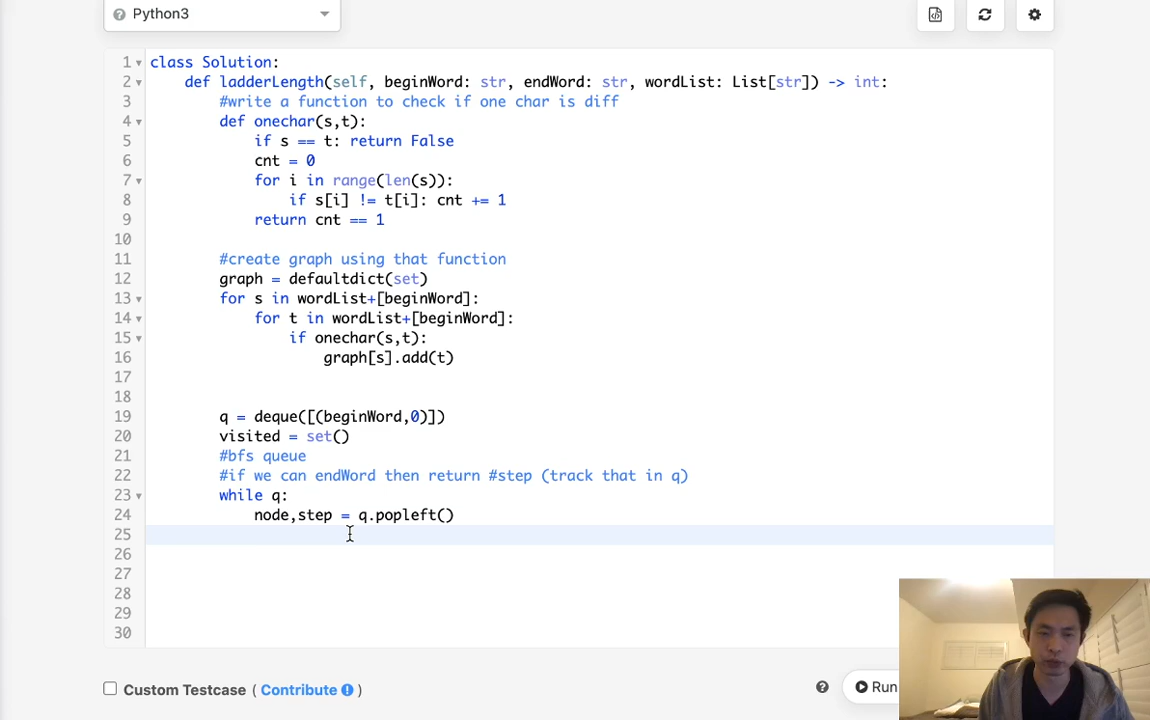 Python3
1 class Solution:
2 def ladderLength(self, beginWord: str, endWord: str, wordList: List[str]) -> int:
3 #write a function to check if one char is diff
4 def onechar(s,t):
5 if s == t: return False
6 cnt = 0
7 for i in range(len(s)):
8 if s[i] != t[i]: cnt += 1
9 return cnt == 1
10
11 #create graph using that function
12 graph = defaultdict(set)
13 for s in wordList+[beginWord]:
14 for t in wordList+[beginWord]:
15 if onechar(s,t):
16 graph[s].add(t)
17
18
19 q = deque([(beginWord,0)])
20 visited = set()
21 #bfs queue
22 #if we can endWord then return #step (track that in q)
23 while q:
24 node,step = q.popleft()
25
26
27
28
29
30
Custom Testcase ( Contribute )
Run